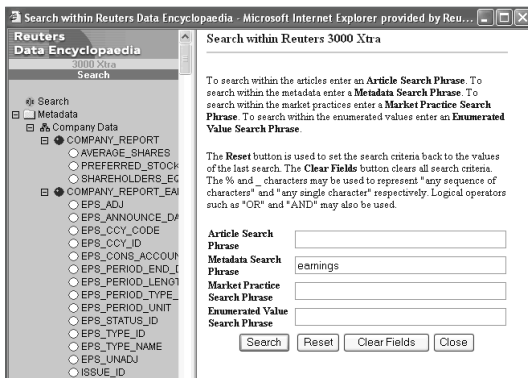 Search within Reuters Data Encyclopaedia - Microsoft Internet Explorer provided by Reu...
Reuters
Data Encyclopaedia
3000 Xtra
Search
Search
Metadata
Company Data
COMPANY_REPORT
AVERAGE_SHARES
PREFERRED_STOCK
SHAREHOLDERS_EQ
COMPANY_REPORT_EAI
EPS_ADJ
EPS_ANNOUNCE_DA
EPS_CCY_CODE
EPS_CCY_ID
EPS_CONS_ACCOUN
EPS_PERIOD_END_D
EPS_PERIOD_LENGT
EPS_PERIOD_TYPE_
EPS_PERIOD_UNIT
EPS_STATUS_ID
EPS_TYPE_ID
EPS_TYPE_NAME
EPS_UNADJ
ISSUE_ID
Search within Reuters 3000 Xtra
To search within the articles enter an Article Search Phrase. To
search within the metadata enter a Metadata Search Phrase. To
search within the market practices enter a Market Practice Search
Phrase. To search within the enumerated values enter an Enumerated
Value Search Phrase.
The Reset button is used to set the search criteria back to the values
of the last search. The Clear Fields button clears all search criteria.
The % and _ characters may be used to represent "any sequence of
characters" and "any single character" respectively. Logical operators
such as "OR" and "AND" may also be used.
Article Search
Phrase
Metadata Search
Phrase
earnings
Market Practice
Search Phrase
Enumerated Value
Search Phrase
Search Reset Clear Fields Close